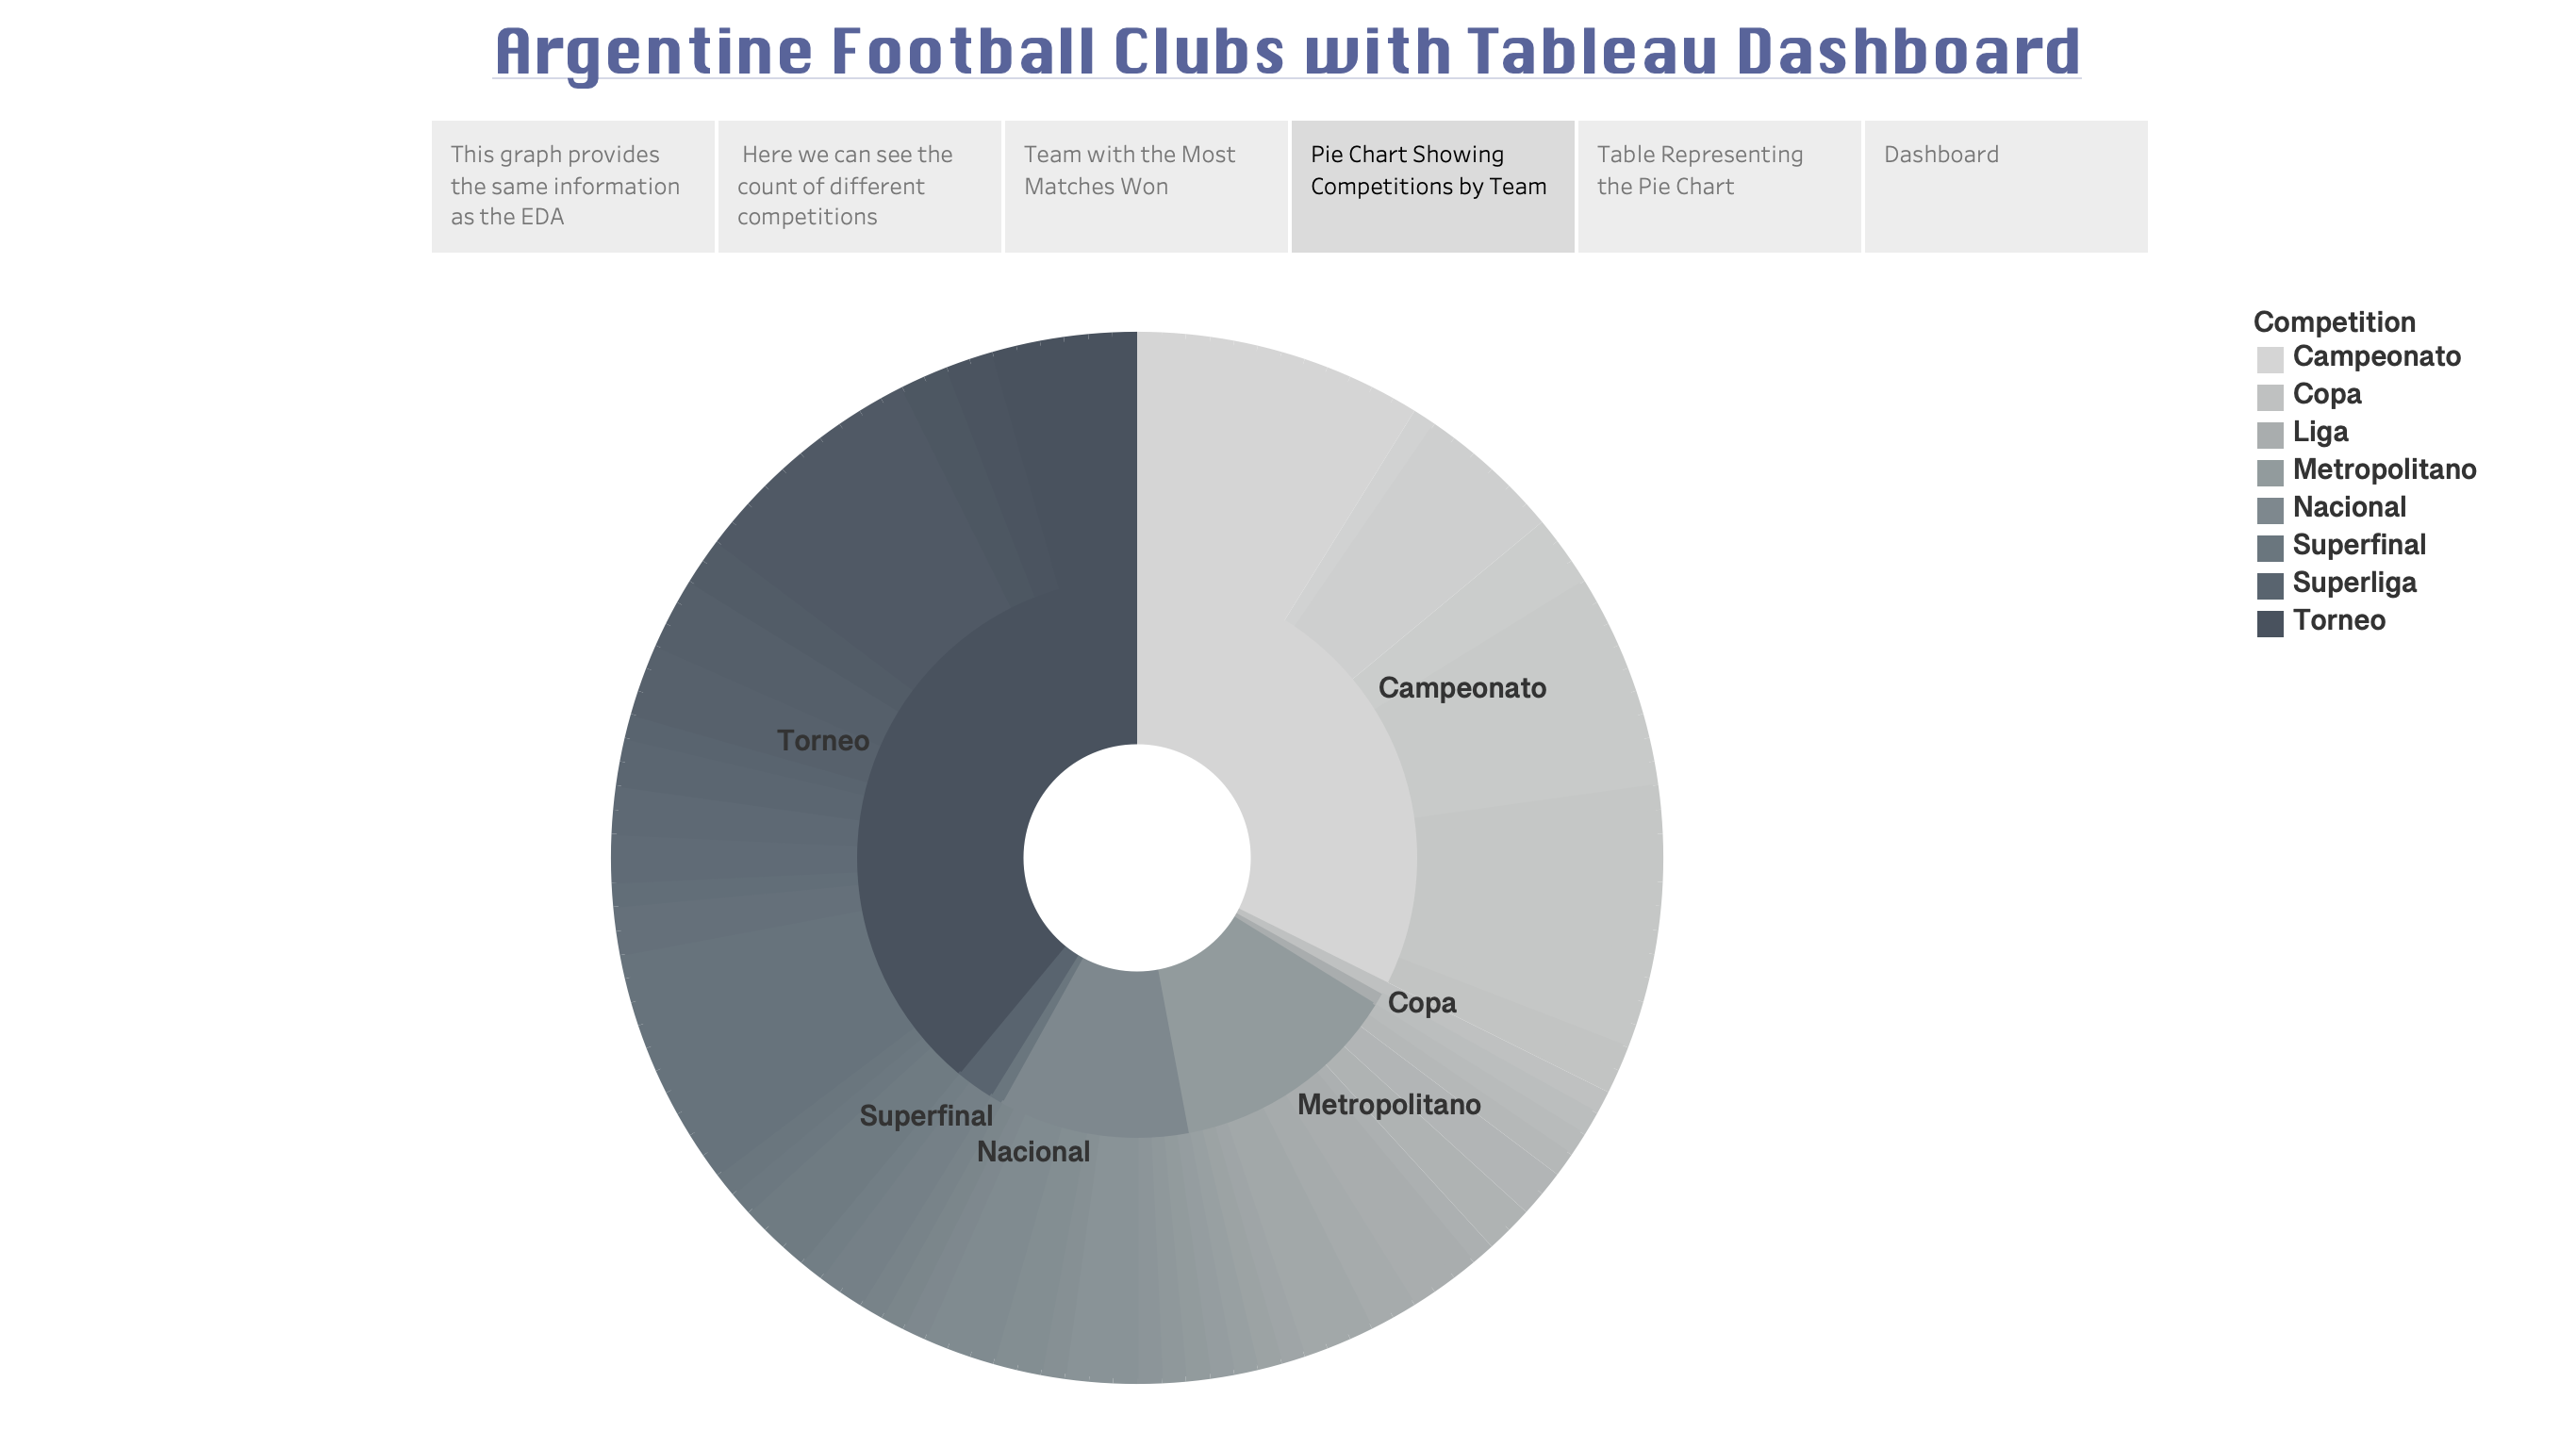 Argentine Football Clubs with Tableau Dashboard
This graph provides
the same information
as the EDA
Here we can see the
count of different
competitions
Team with the Most
Matches Won
Pie Chart Showing
Competitions by Team
Table Representing
the Pie Chart
Dashboard
Competition
Campeonato
Copa
Liga
Metropolitano
Nacional
Superfinal
Superliga
Torneo
Campeonato
Torneo
Copa
Metropolitano
Superfinal
Nacional